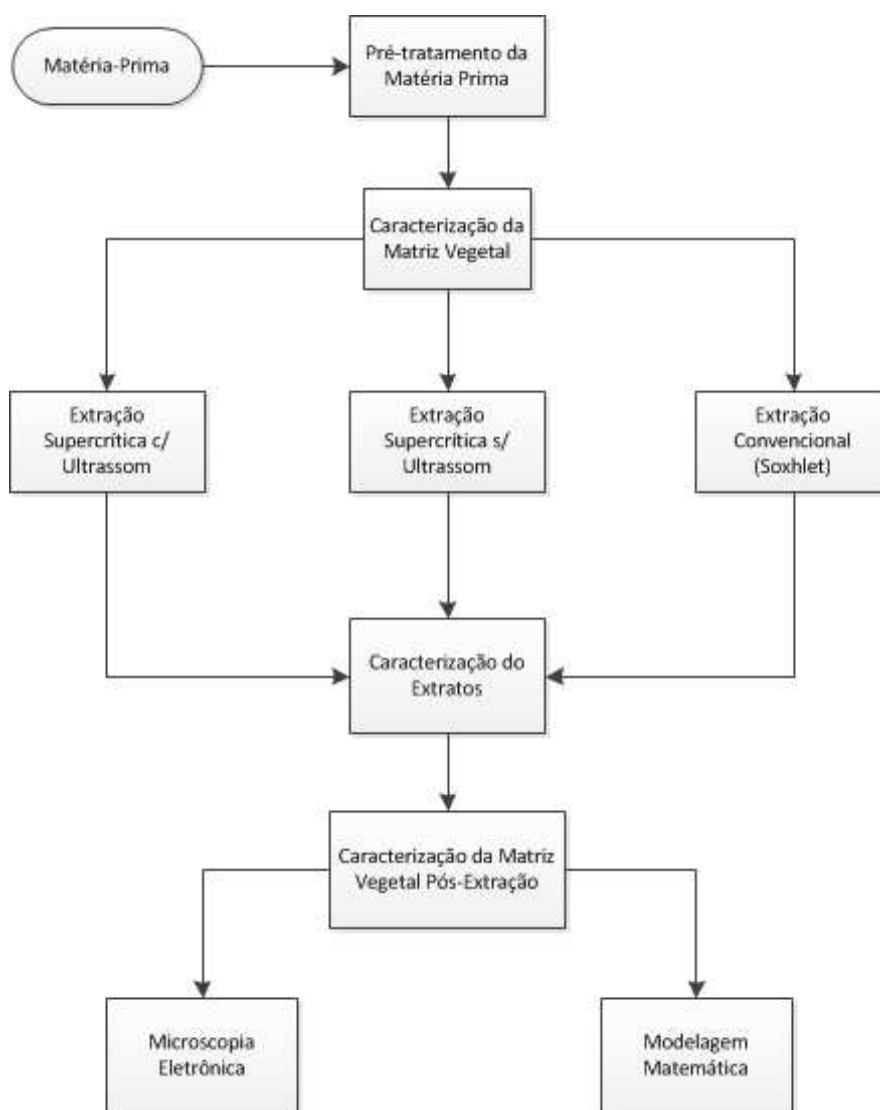 Matéria-Prima
Pré-tratamento da
Matéria Prima
Caracterização da
Matriz Vegetal
Extração
Supercrítica c/
Ultrassom
Extração
Supercrítica s/
Ultrassom
Extração
Convencional
(Soxhlet)
Caracterização do
Extratos
Caracterização da Matriz
Vegetal Pós-Extração
Microscopia
Eletrônica
Modelagem
Matemática